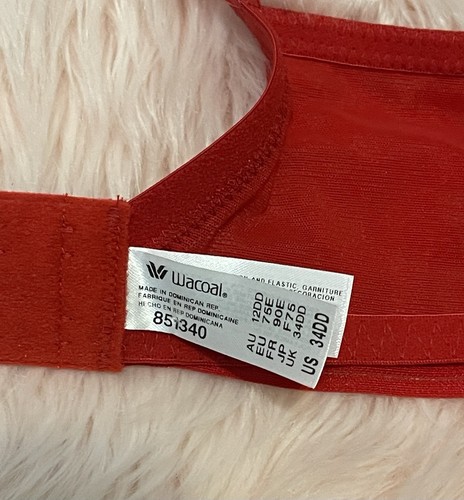 Wacoal®
MADE IN DOMINICAN REP.
FABRIQUE EN REP DOMINICAINE
HECHO EN REP DOMINICANA
851340
AU 12DD
EU 75E
FR 90E
JP F75
UK 34DD
US 34DD
AND ELASTIC GARNITURE